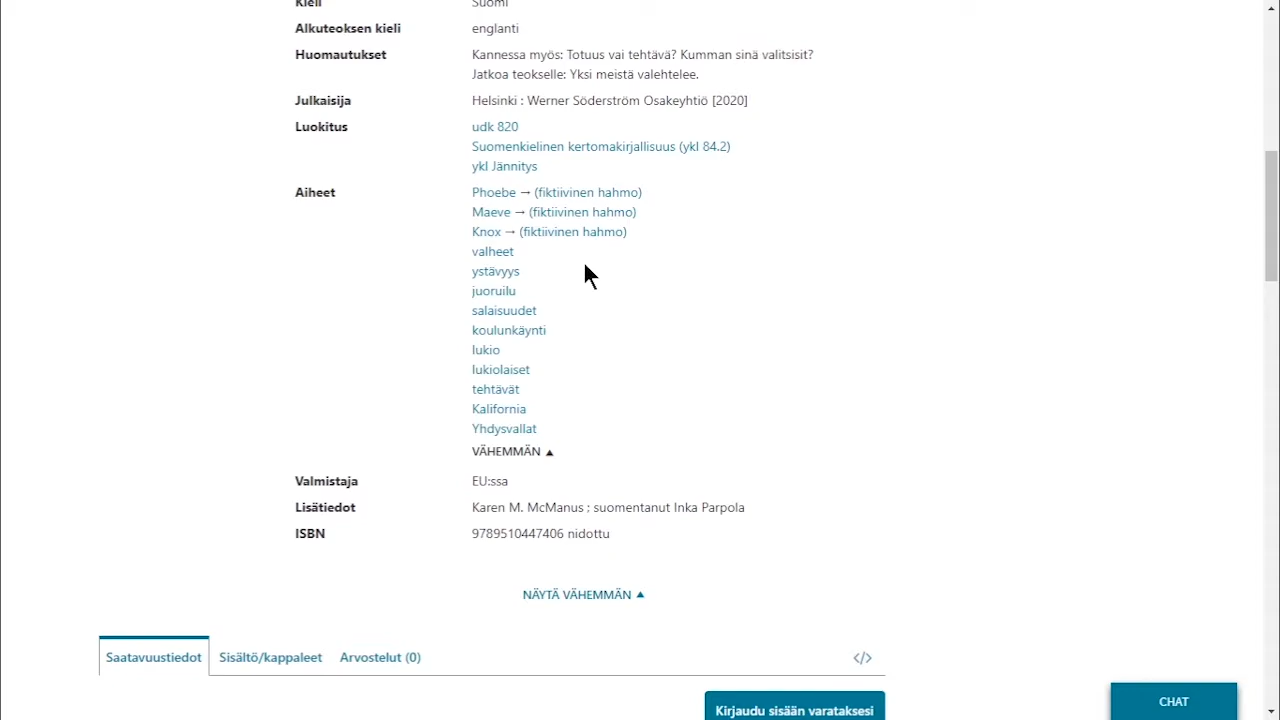 Kieli Suomi
Alkuteoksen kieli englanti
Huomautukset Kannessa myös: Totuus vai tehtävä? Kumman sinä valitsisit?
Jatkoa teokselle: Yksi meistä valehtelee.
Julkaisija Helsinki : Werner Söderström Osakeyhtiö [2020]
Luokitus udk 820
Suomenkielinen kertomakirjallisuus (ykl 84.2)
ykl Jännitys
Aiheet Phoebe → (fiktiivinen hahmo)
Maeve → (fiktiivinen hahmo)
Knox → (fiktiivinen hahmo)
valheet
ystävyys
juoruilu
salaisuudet
koulunkäynti
lukio
lukiolaiset
tehtävät
Kalifornia
Yhdysvallat
VÄHEMMÄN ▲
Valmistaja EU:ssa
Lisätiedot Karen M. McManus ; suomentanut Inka Parpola
ISBN 9789510447406 nidottu
NÄYTÄ VÄHEMMÄN ▲
Saatavuustiedot Sisältö/kappaleet Arvostelut (0) </>
Kirjaudu sisään varataksesi
CHAT